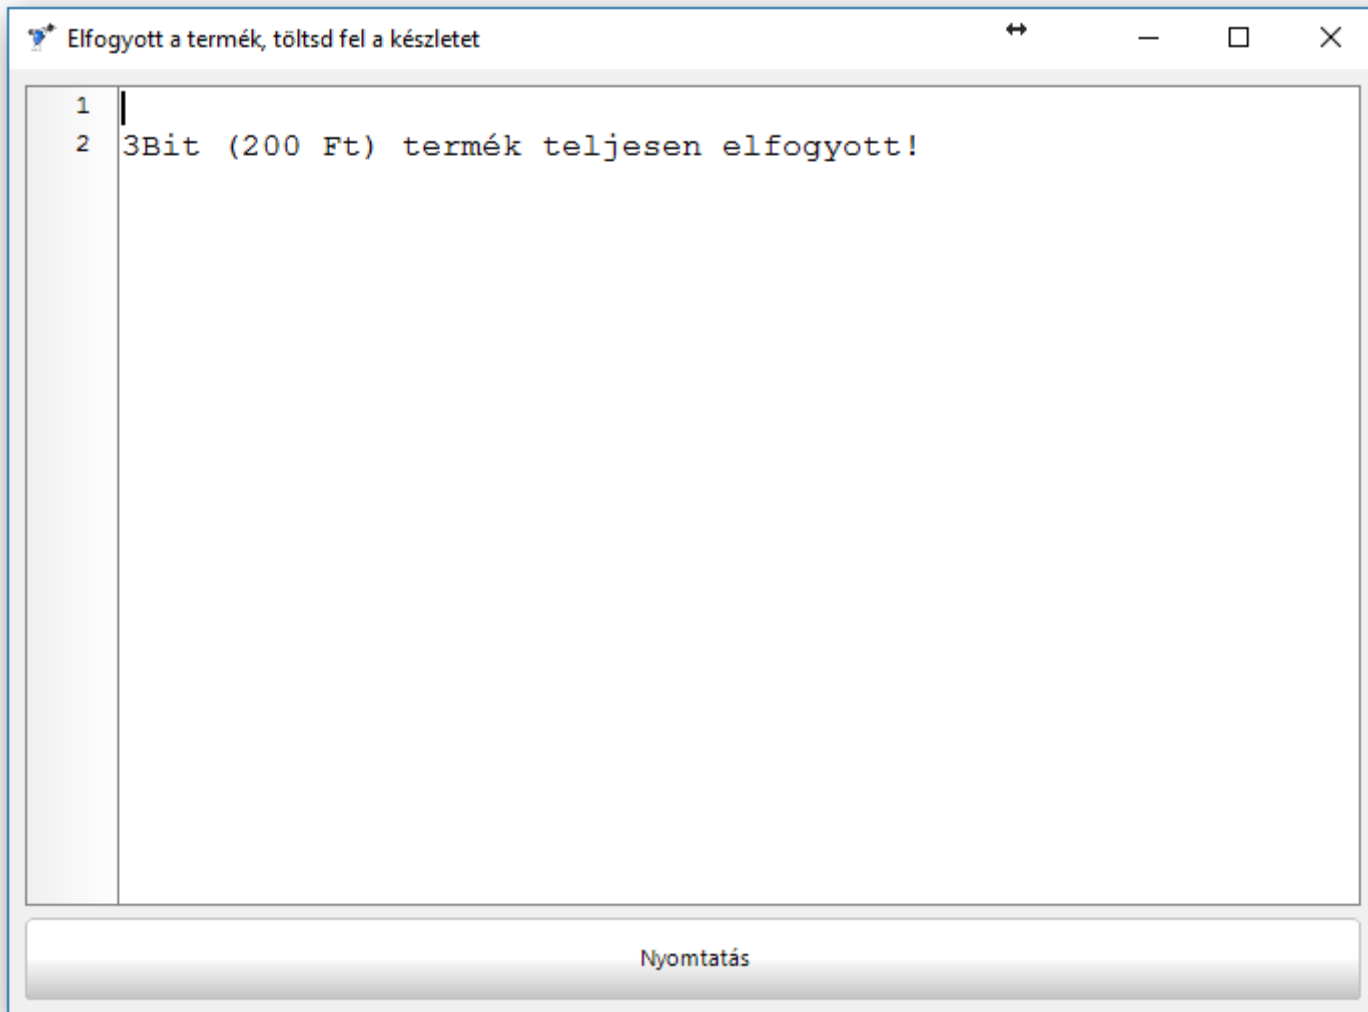 Elfogyott a termék, töltsd fel a készletet
1
2 3Bit (200 Ft) termék teljesen elfogyott!
Nyomtatás